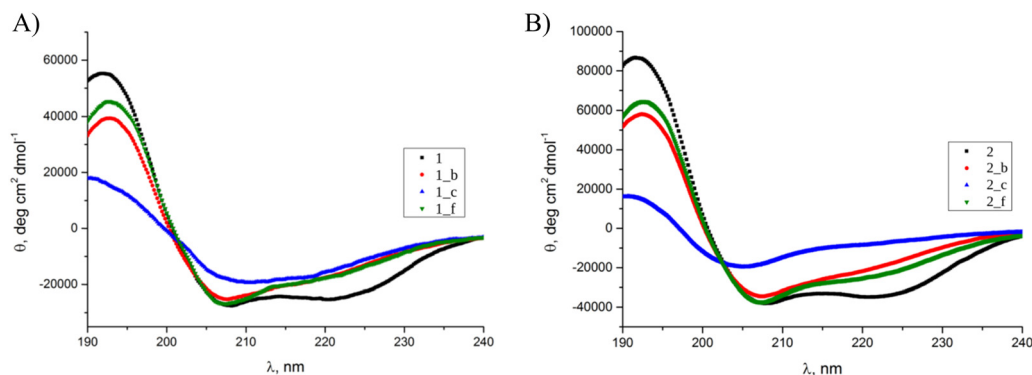 A)
60000
40000
20000
0
-20000
θ, deg cm² dmol⁻¹
190 200 210 220 230 240
λ, nm
1
1_b
1_c
1_f
B)
100000
80000
60000
40000
20000
0
-20000
-40000
θ, deg cm² dmol⁻¹
190 200 210 220 230 240
λ, nm
2
2_b
2_c
2_f